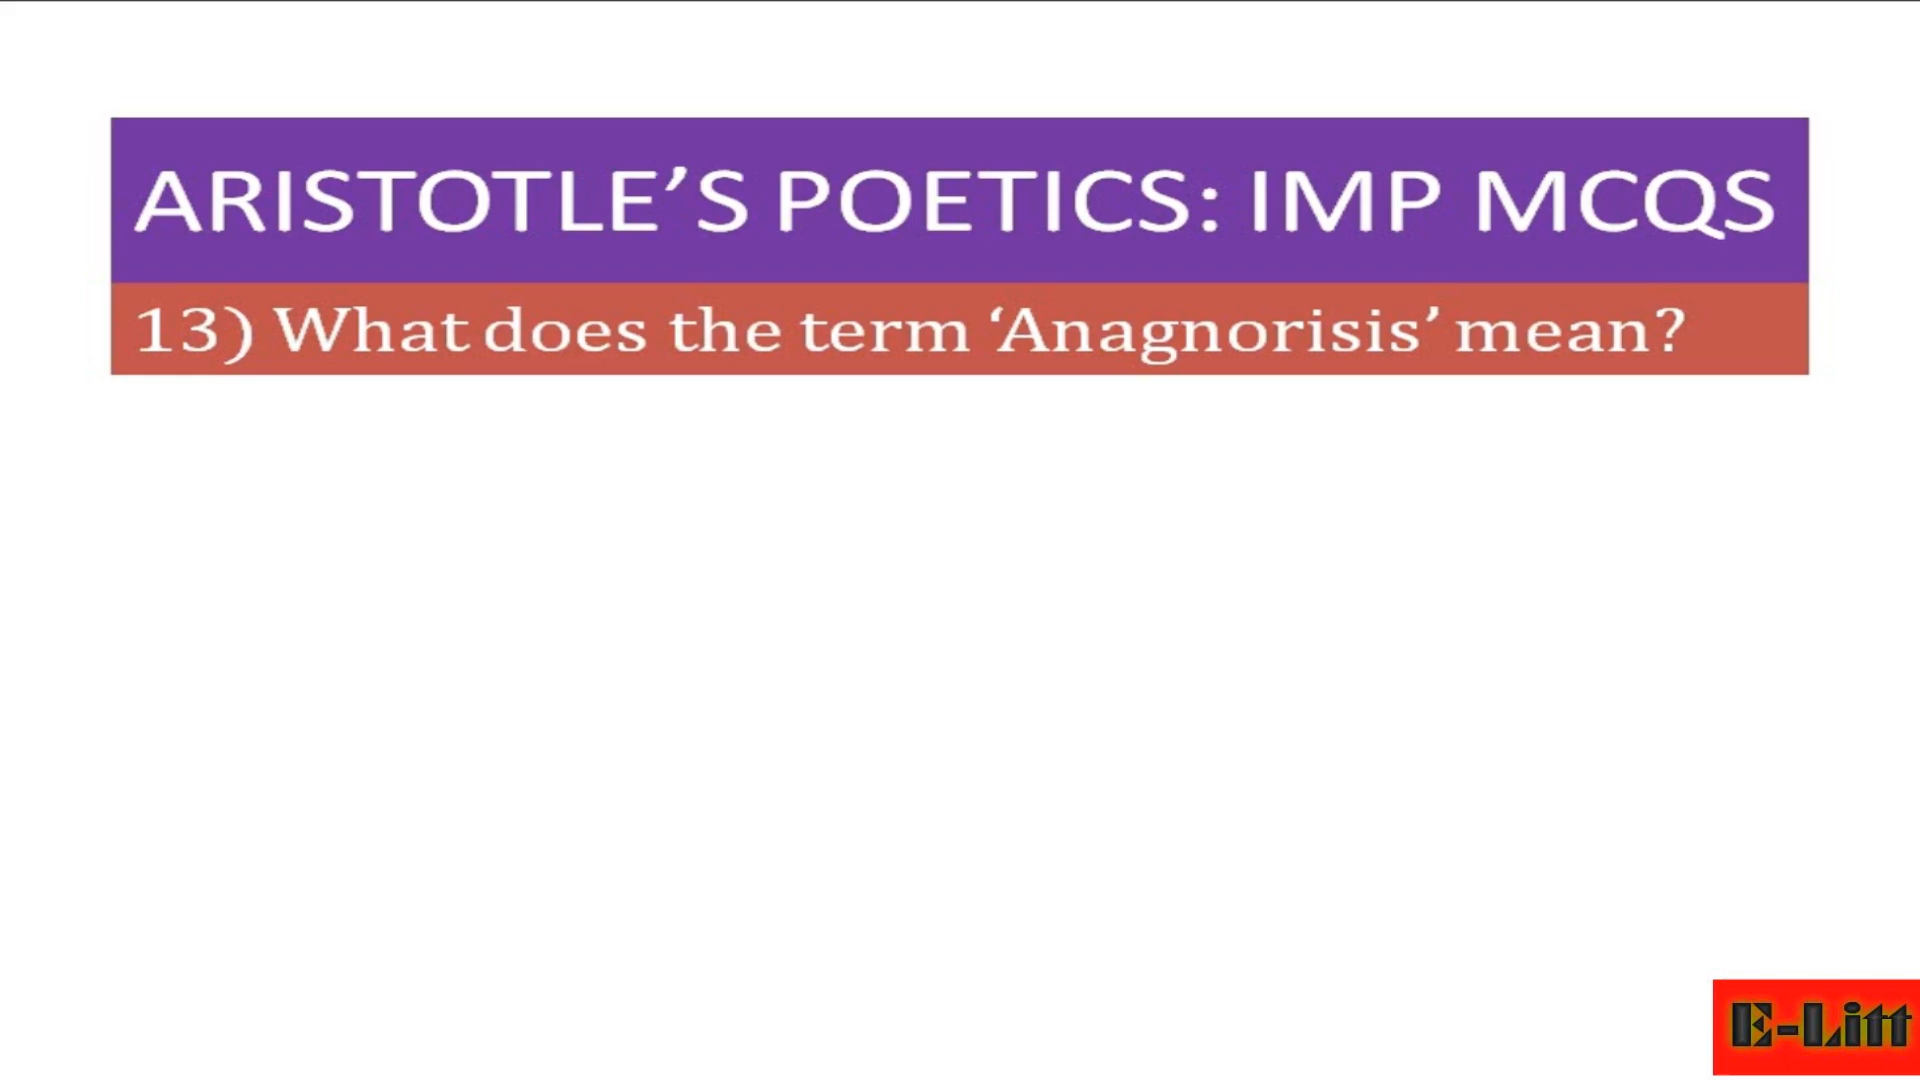 ARISTOTLE’S POETICS: IMP MCQS
13) What does the term ‘Anagnorisis’ mean?
E-Litt